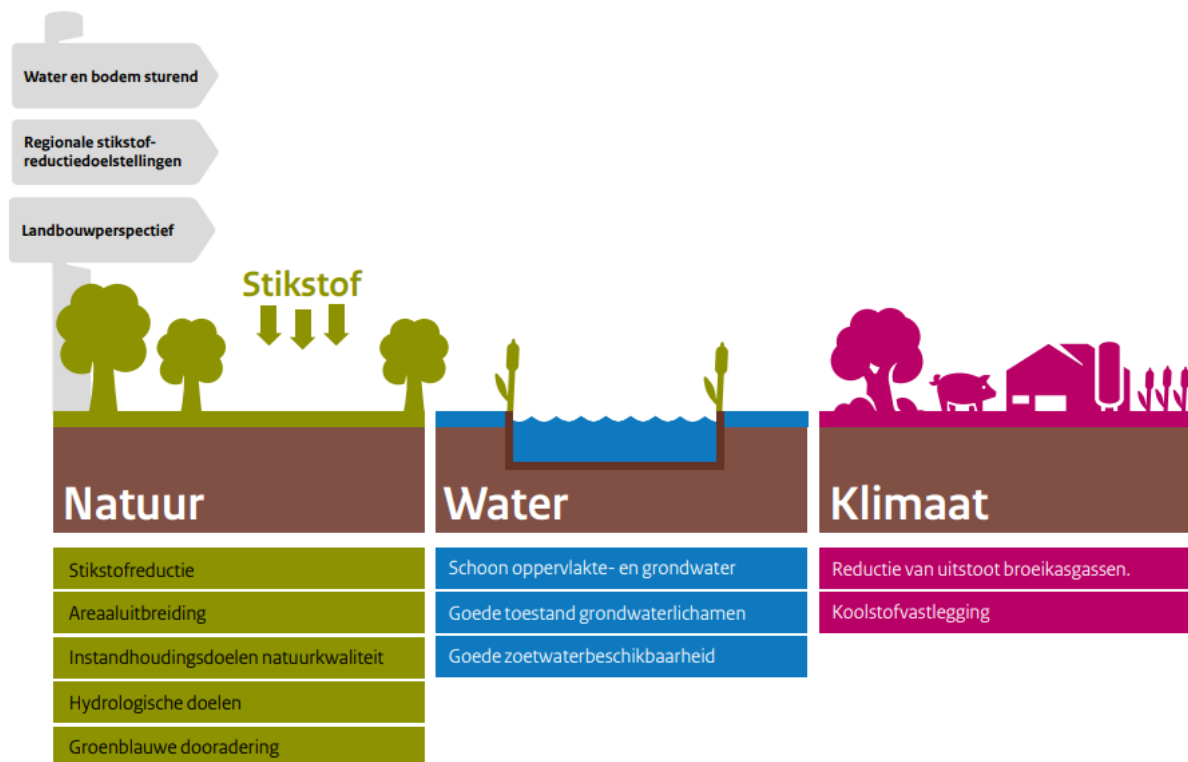 Water en bodem sturend
Regionale stikstof-
reductiedoelstellingen
Landbouwperspectief
Stikstof
Natuur
Stikstofreductie
Areaaluitbreiding
Instandhoudingsdoelen natuurkwaliteit
Hydrologische doelen
Groenblauwe dooradering
Water
Schoon oppervlakte- en grondwater
Goede toestand grondwaterlichamen
Goede zoetwaterbeschikbaarheid
Klimaat
Reductie van uitstoot broeikasgassen.
Koolstofvastlegging